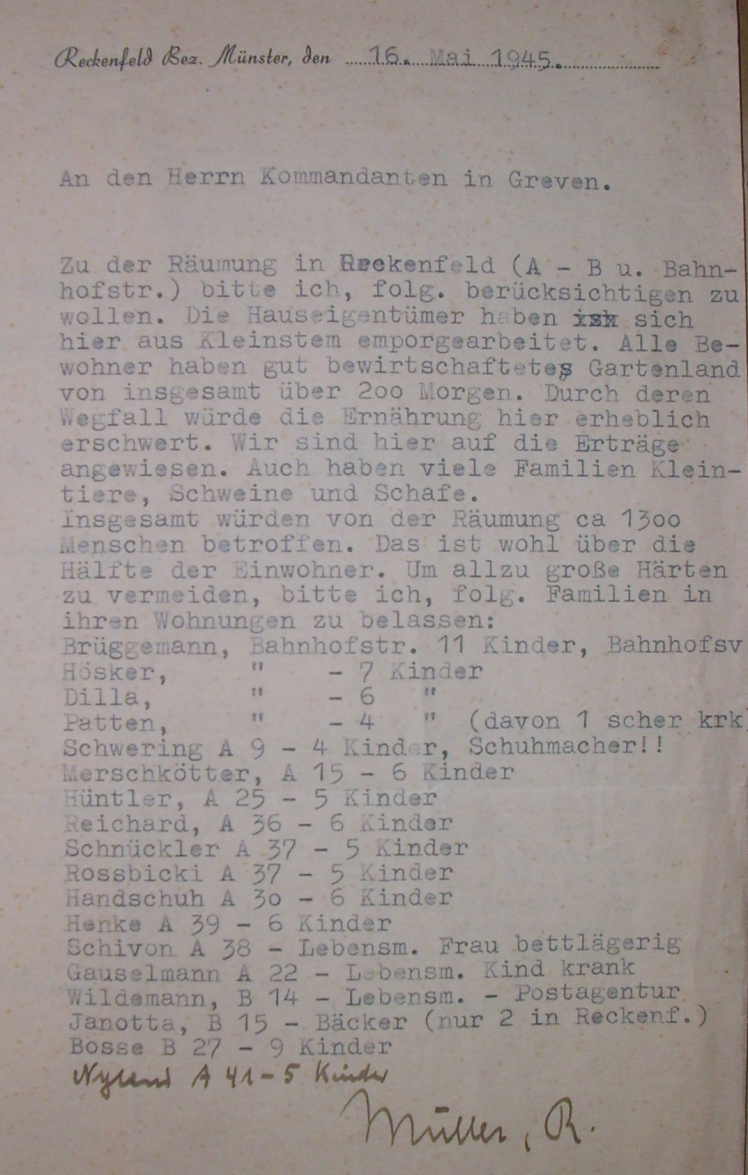 Reckenfeld Bez. Münster, den 16. Mai 1945.
An den Herrn Kommandanten in Greven.
Zu der Räumung in Reekenfeld (A - B u. Bahn-
hofstr.) bitte ich, folg. berücksichtigen zu
wollen. Die Hauseigentümer haben sich
hier aus Kleinstem emporgearbeitet. Alle Be-
wohner haben gut bewirtschaftetes Gartenland
von insgesamt über 2oo Morgen. Durch deren
Wegfall würde die Ernährung hier erheblich
erschwert. Wir sind hier auf die Erträge
angewiesen. Auch haben viele Familien Klein-
tiere, Schweine und Schafe.
Insgesamt würden von der Räumung ca 13oo
Menschen betroffen. Das ist wohl über die
Hälfte der Einwohner. Um allzu große Härten
zu vermeiden, bitte ich, folg. Familien in
ihren Wohnungen zu belassen:
Brüggemann, Bahnhofstr. 11 Kinder, Bahnhofsv
Hösker, " - 7 Kinder
Dilla, " - 6 "
Patten, " - 4 " (davon 1 scher krk)
Schwering A 9 - 4 Kinder, Schuhmacher!!
Merschkötter, A 15 - 6 Kinder
Hüntler, A 25 - 5 Kinder
Reichard, A 36 - 6 Kinder
Schnückler A 37 - 5 Kinder
Rossbicki A 37 - 5 Kinder
Handschuh A 3o - 6 Kinder
Henke A 39 - 6 Kinder
Schivon A 38 - Lebensm. Frau bettlägerig
Gauselmann A 22 - Lebensm. Kind krank
Wildemann, B 14 - Lebensm. - Postagentur
Janotta, B 15 - Bäcker (nur 2 in Reckenf.)
Bosse B 27 - 9 Kinder
Nyland A 41 - 5 Kinder
Müller, R.